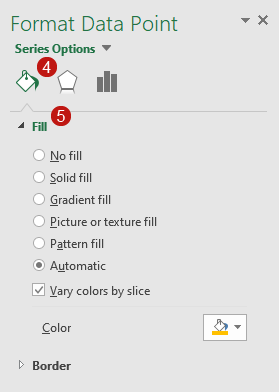 Format Data Point
Series Options
4
5
Fill
No fill
Solid fill
Gradient fill
Picture or texture fill
Pattern fill
Automatic
Vary colors by slice
Color
Border